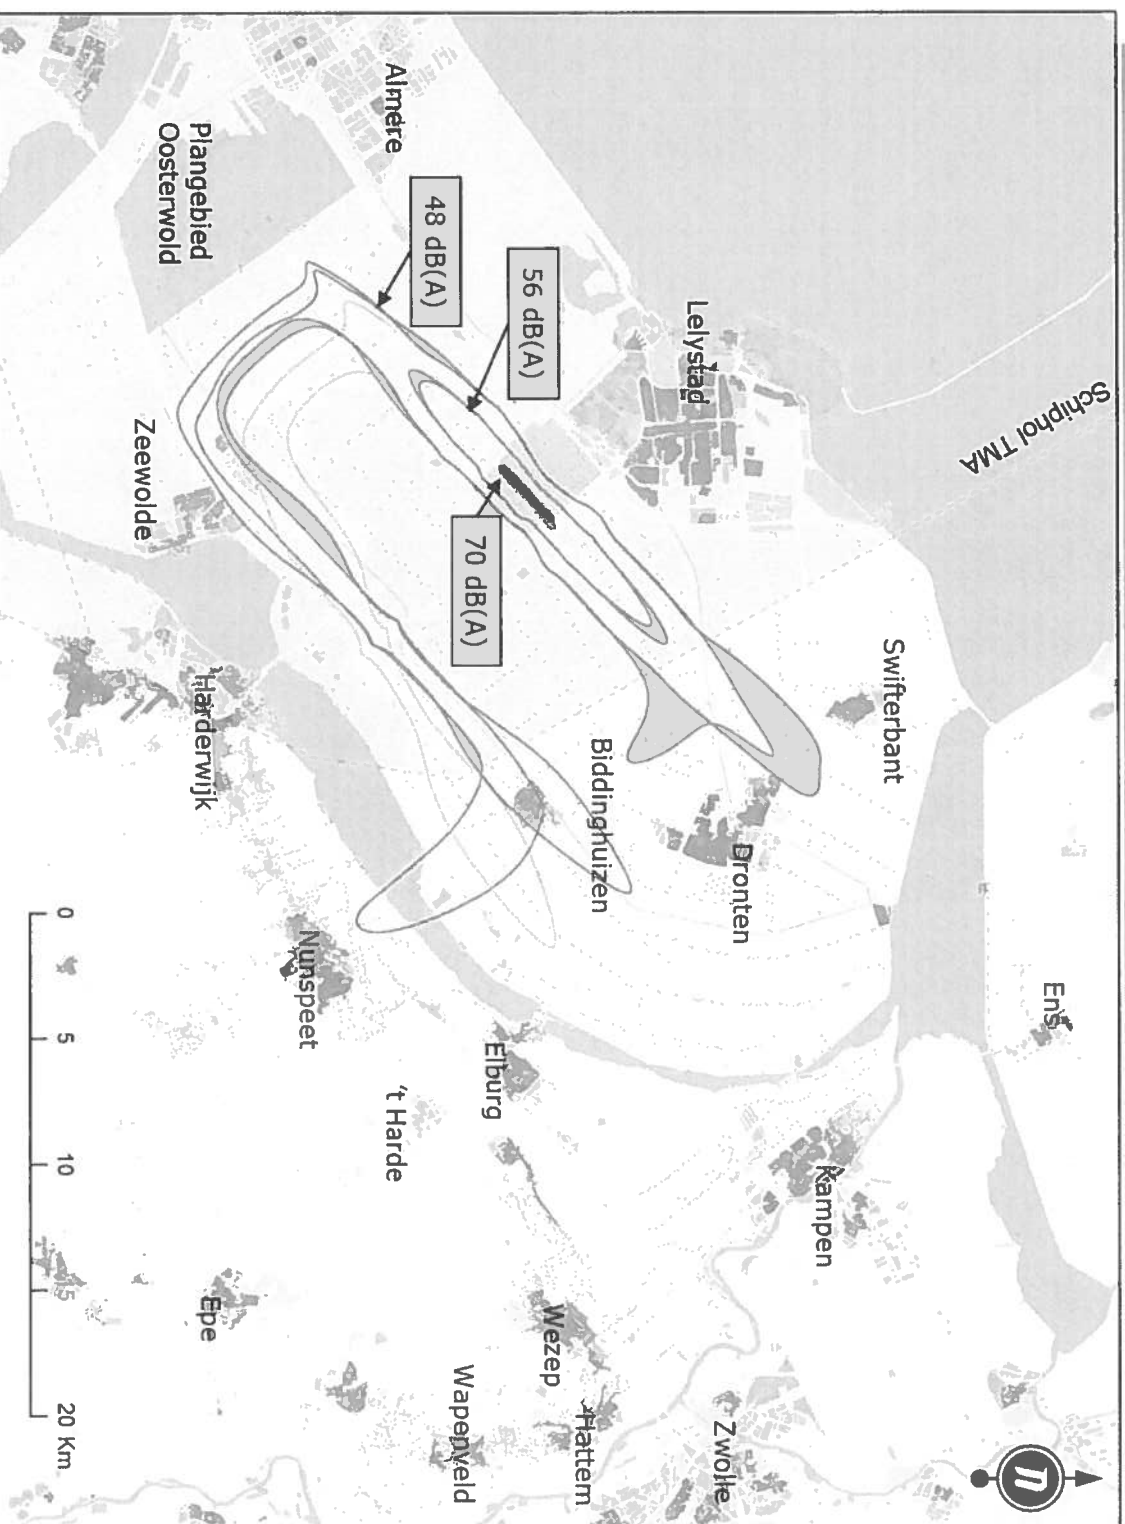 Schiphol TMA
Ens
Swifterbant
Lelystad
Dronten
Kampen
Zwolle
Biddinghuizen
56 dB(A)
48 dB(A)
70 dB(A)
Almere
Elburg
't Harde
Wezep
Hattem
Wapenveld
Plangebied
Oosterwold
Zeewolde
Harderwijk
Nunspeet
Epe
0
5
10
15
20 Km
n